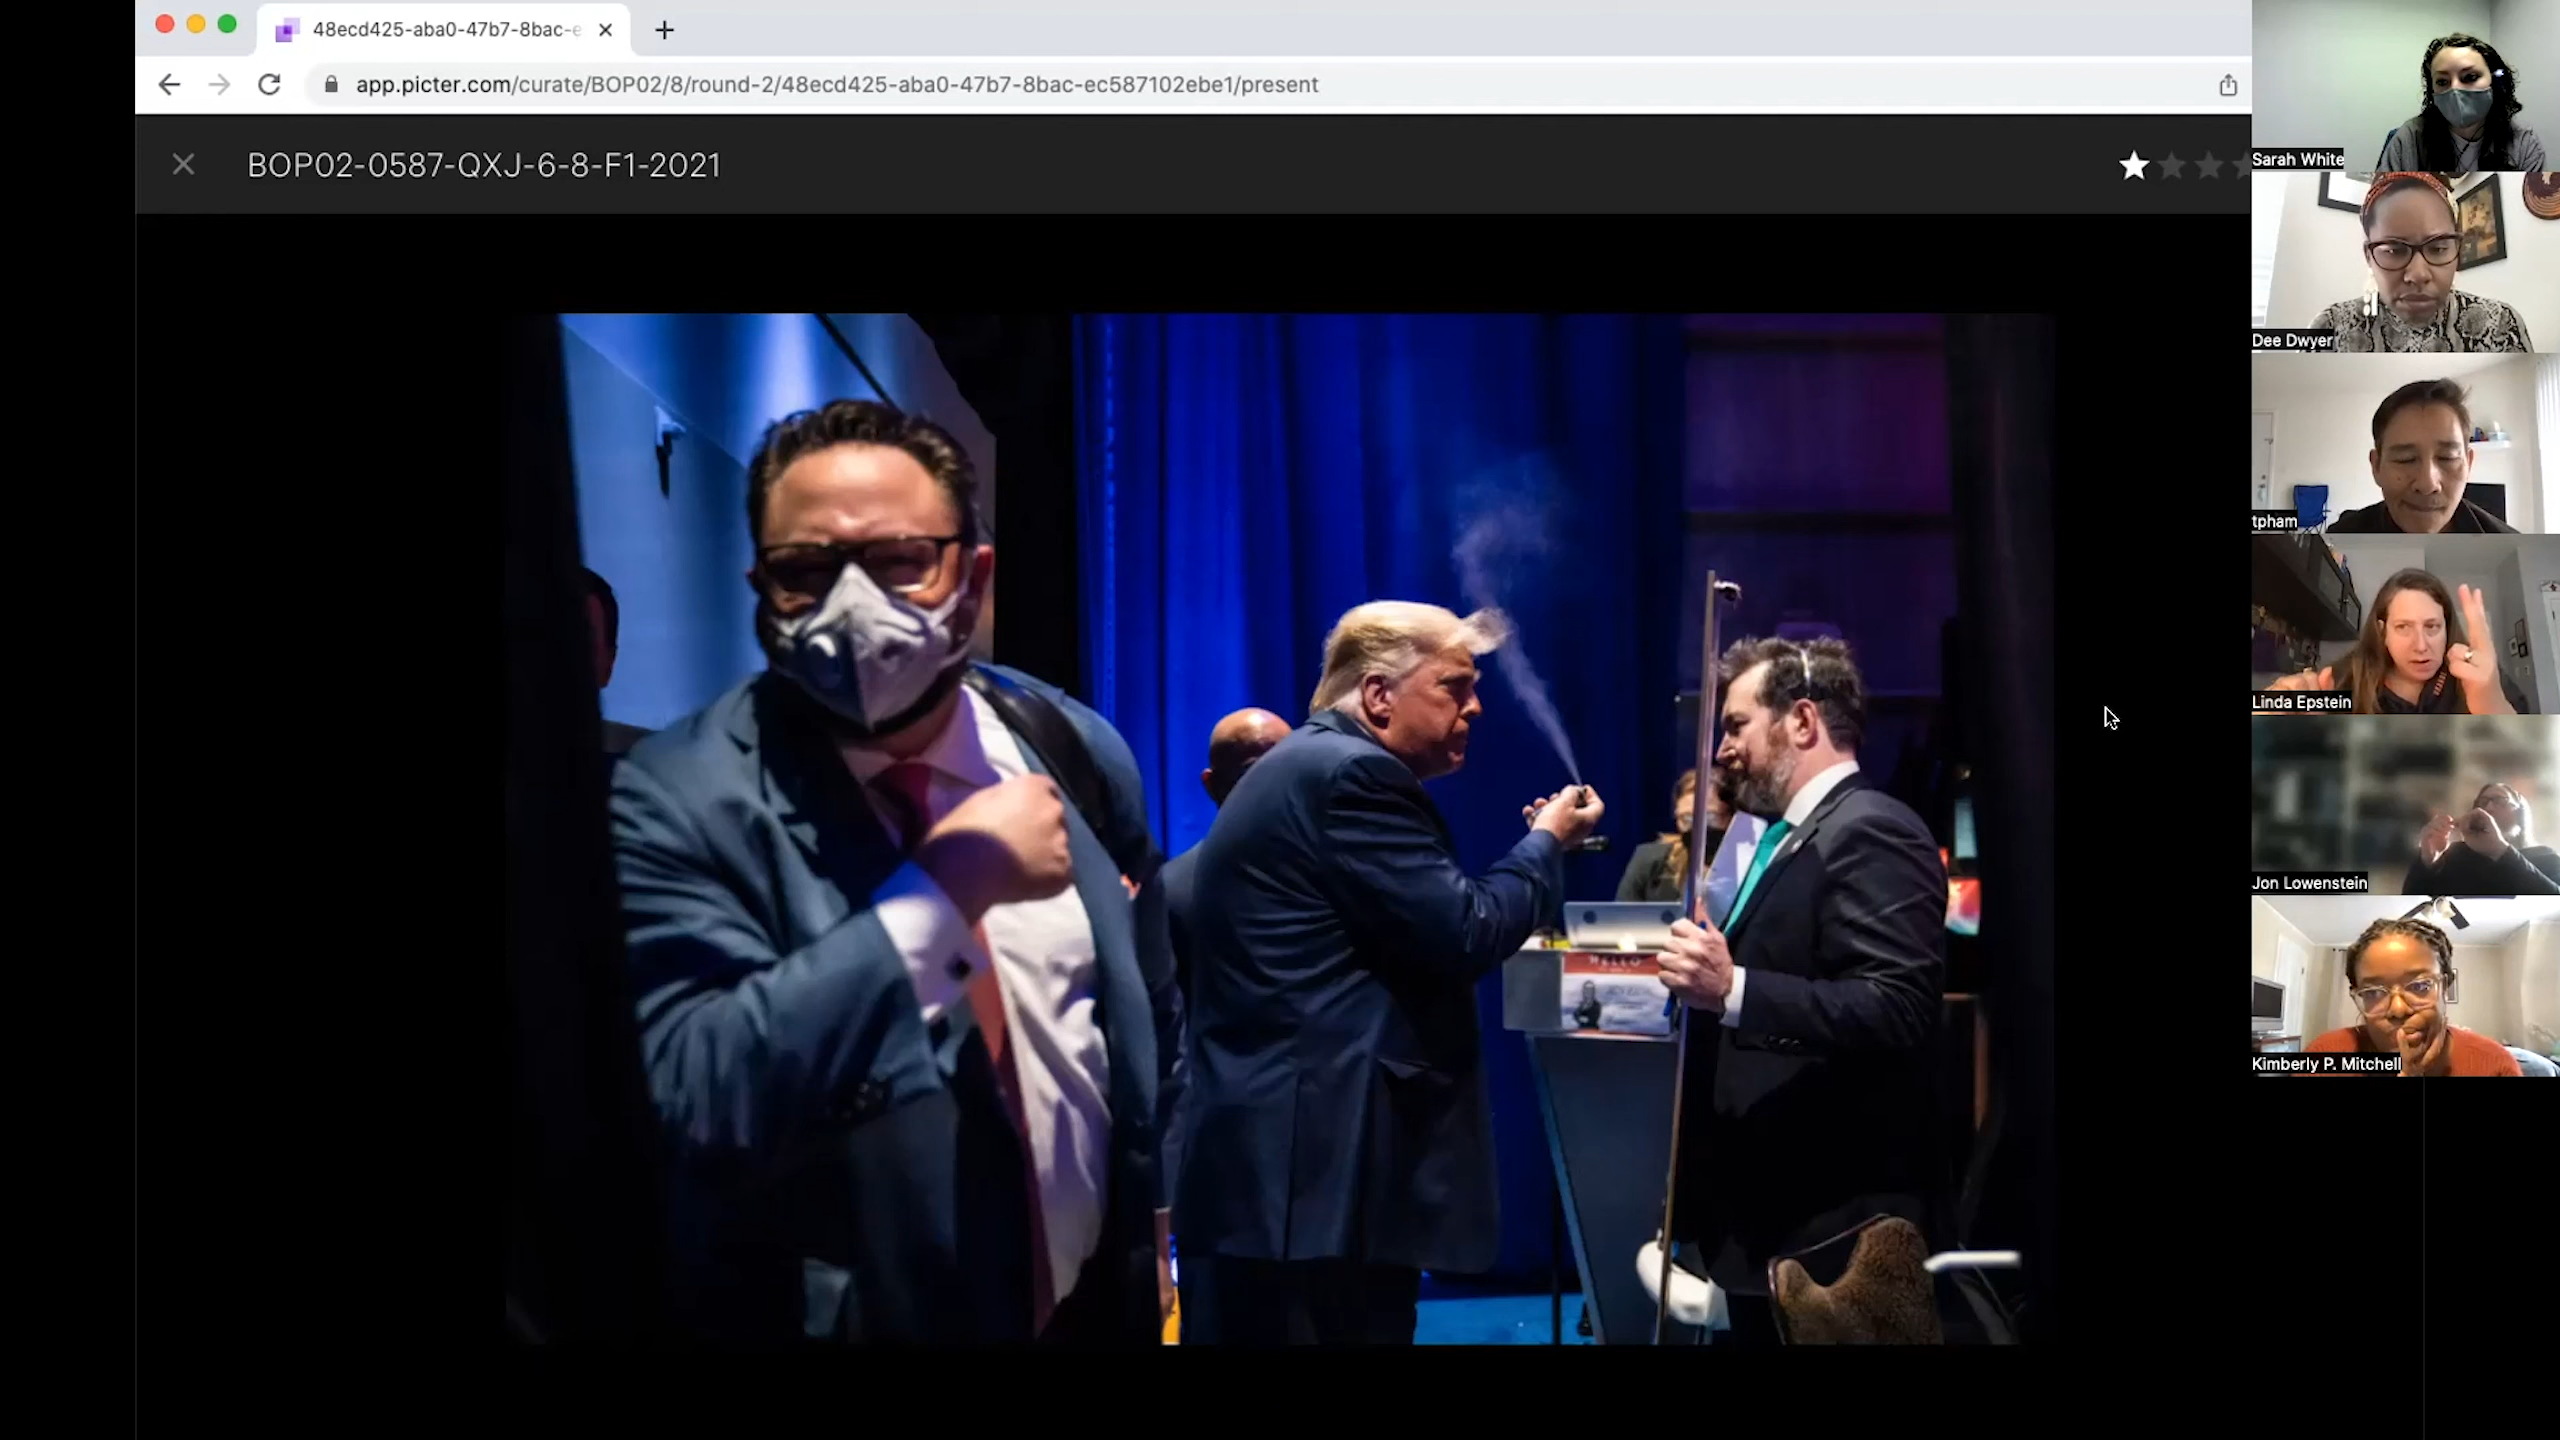 48ecd425-aba0-47b7-8bac-e
app.picter.com/curate/BOP02/8/round-2/48ecd425-aba0-47b7-8bac-ec587102ebe1/present
BOP02-0587-QXJ-6-8-F1-2021
HELLO
Sarah White
Dee Dwyer
tpham
Linda Epstein
Jon Lowenstein
Kimberly P. Mitchell